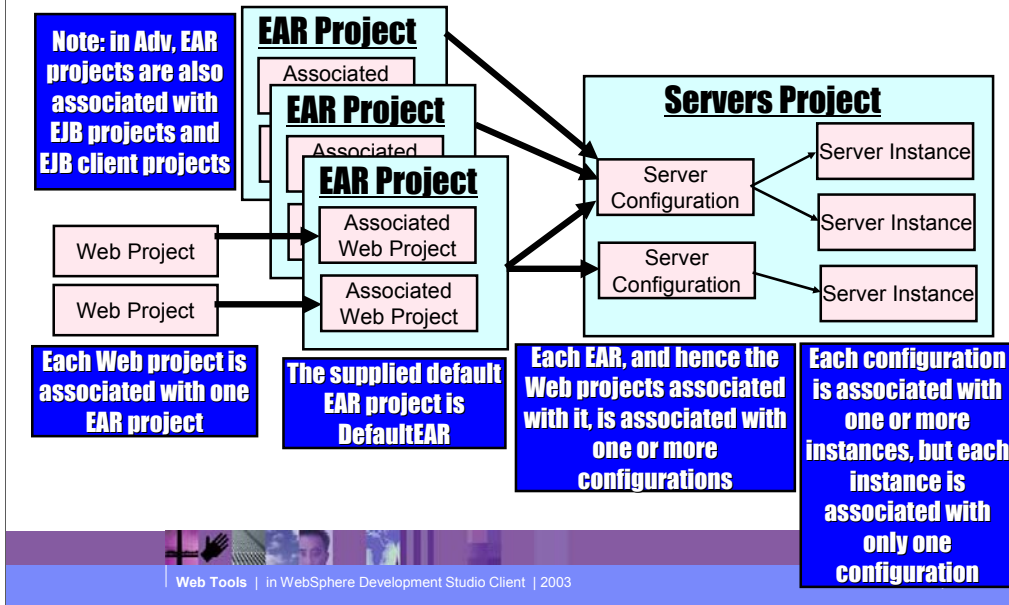 Note: in Adv, EAR
projects are also
associated with
EJB projects and
EJB client projects
EAR Project
Associated
EAR Project
Associated
EAR Project
Associated
Web Project
Associated
Web Project
Web Project
Web Project
Servers Project
Server
Configuration
Server
Configuration
Server Instance
Server Instance
Server Instance
Each Web project is
associated with one
EAR project
The supplied default
EAR project is
DefaultEAR
Each EAR, and hence the
Web projects associated
with it, is associated with
one or more
configurations
Each configuration
is associated with
one or more
instances, but each
instance is
associated with
only one
configuration
Web Tools | in WebSphere Development Studio Client | 2003